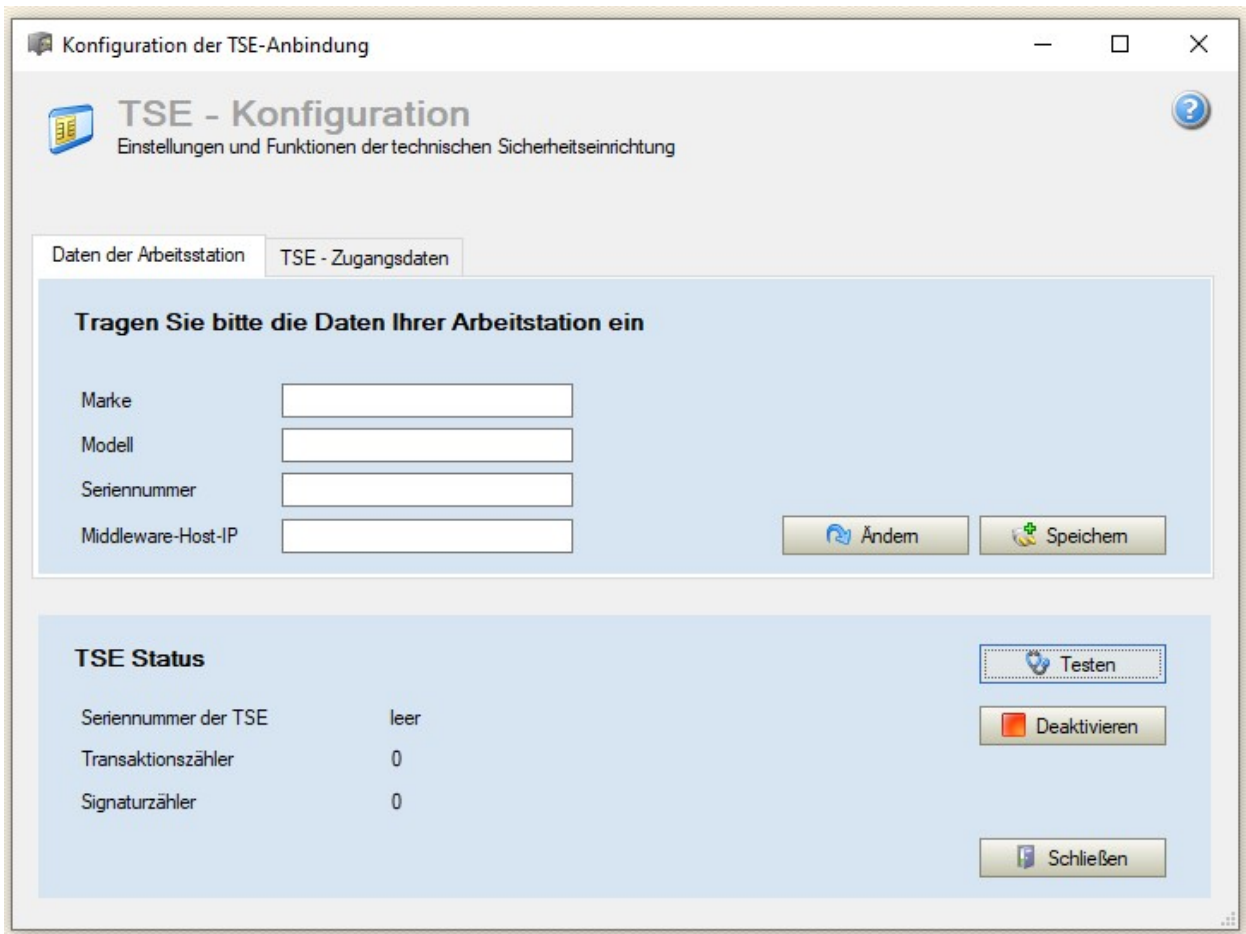 Konfiguration der TSE-Anbindung
TSE - Konfiguration
Einstellungen und Funktionen der technischen Sicherheitseinrichtung
Daten der Arbeitsstation
TSE - Zugangsdaten
Tragen Sie bitte die Daten Ihrer Arbeitstation ein
Marke
Modell
Seriennummer
Middleware-Host-IP
Ändern
Speichern
TSE Status
Testen
Seriennummer der TSE leer
Deaktivieren
Transaktionszähler 0
Signaturzähler 0
Schließen